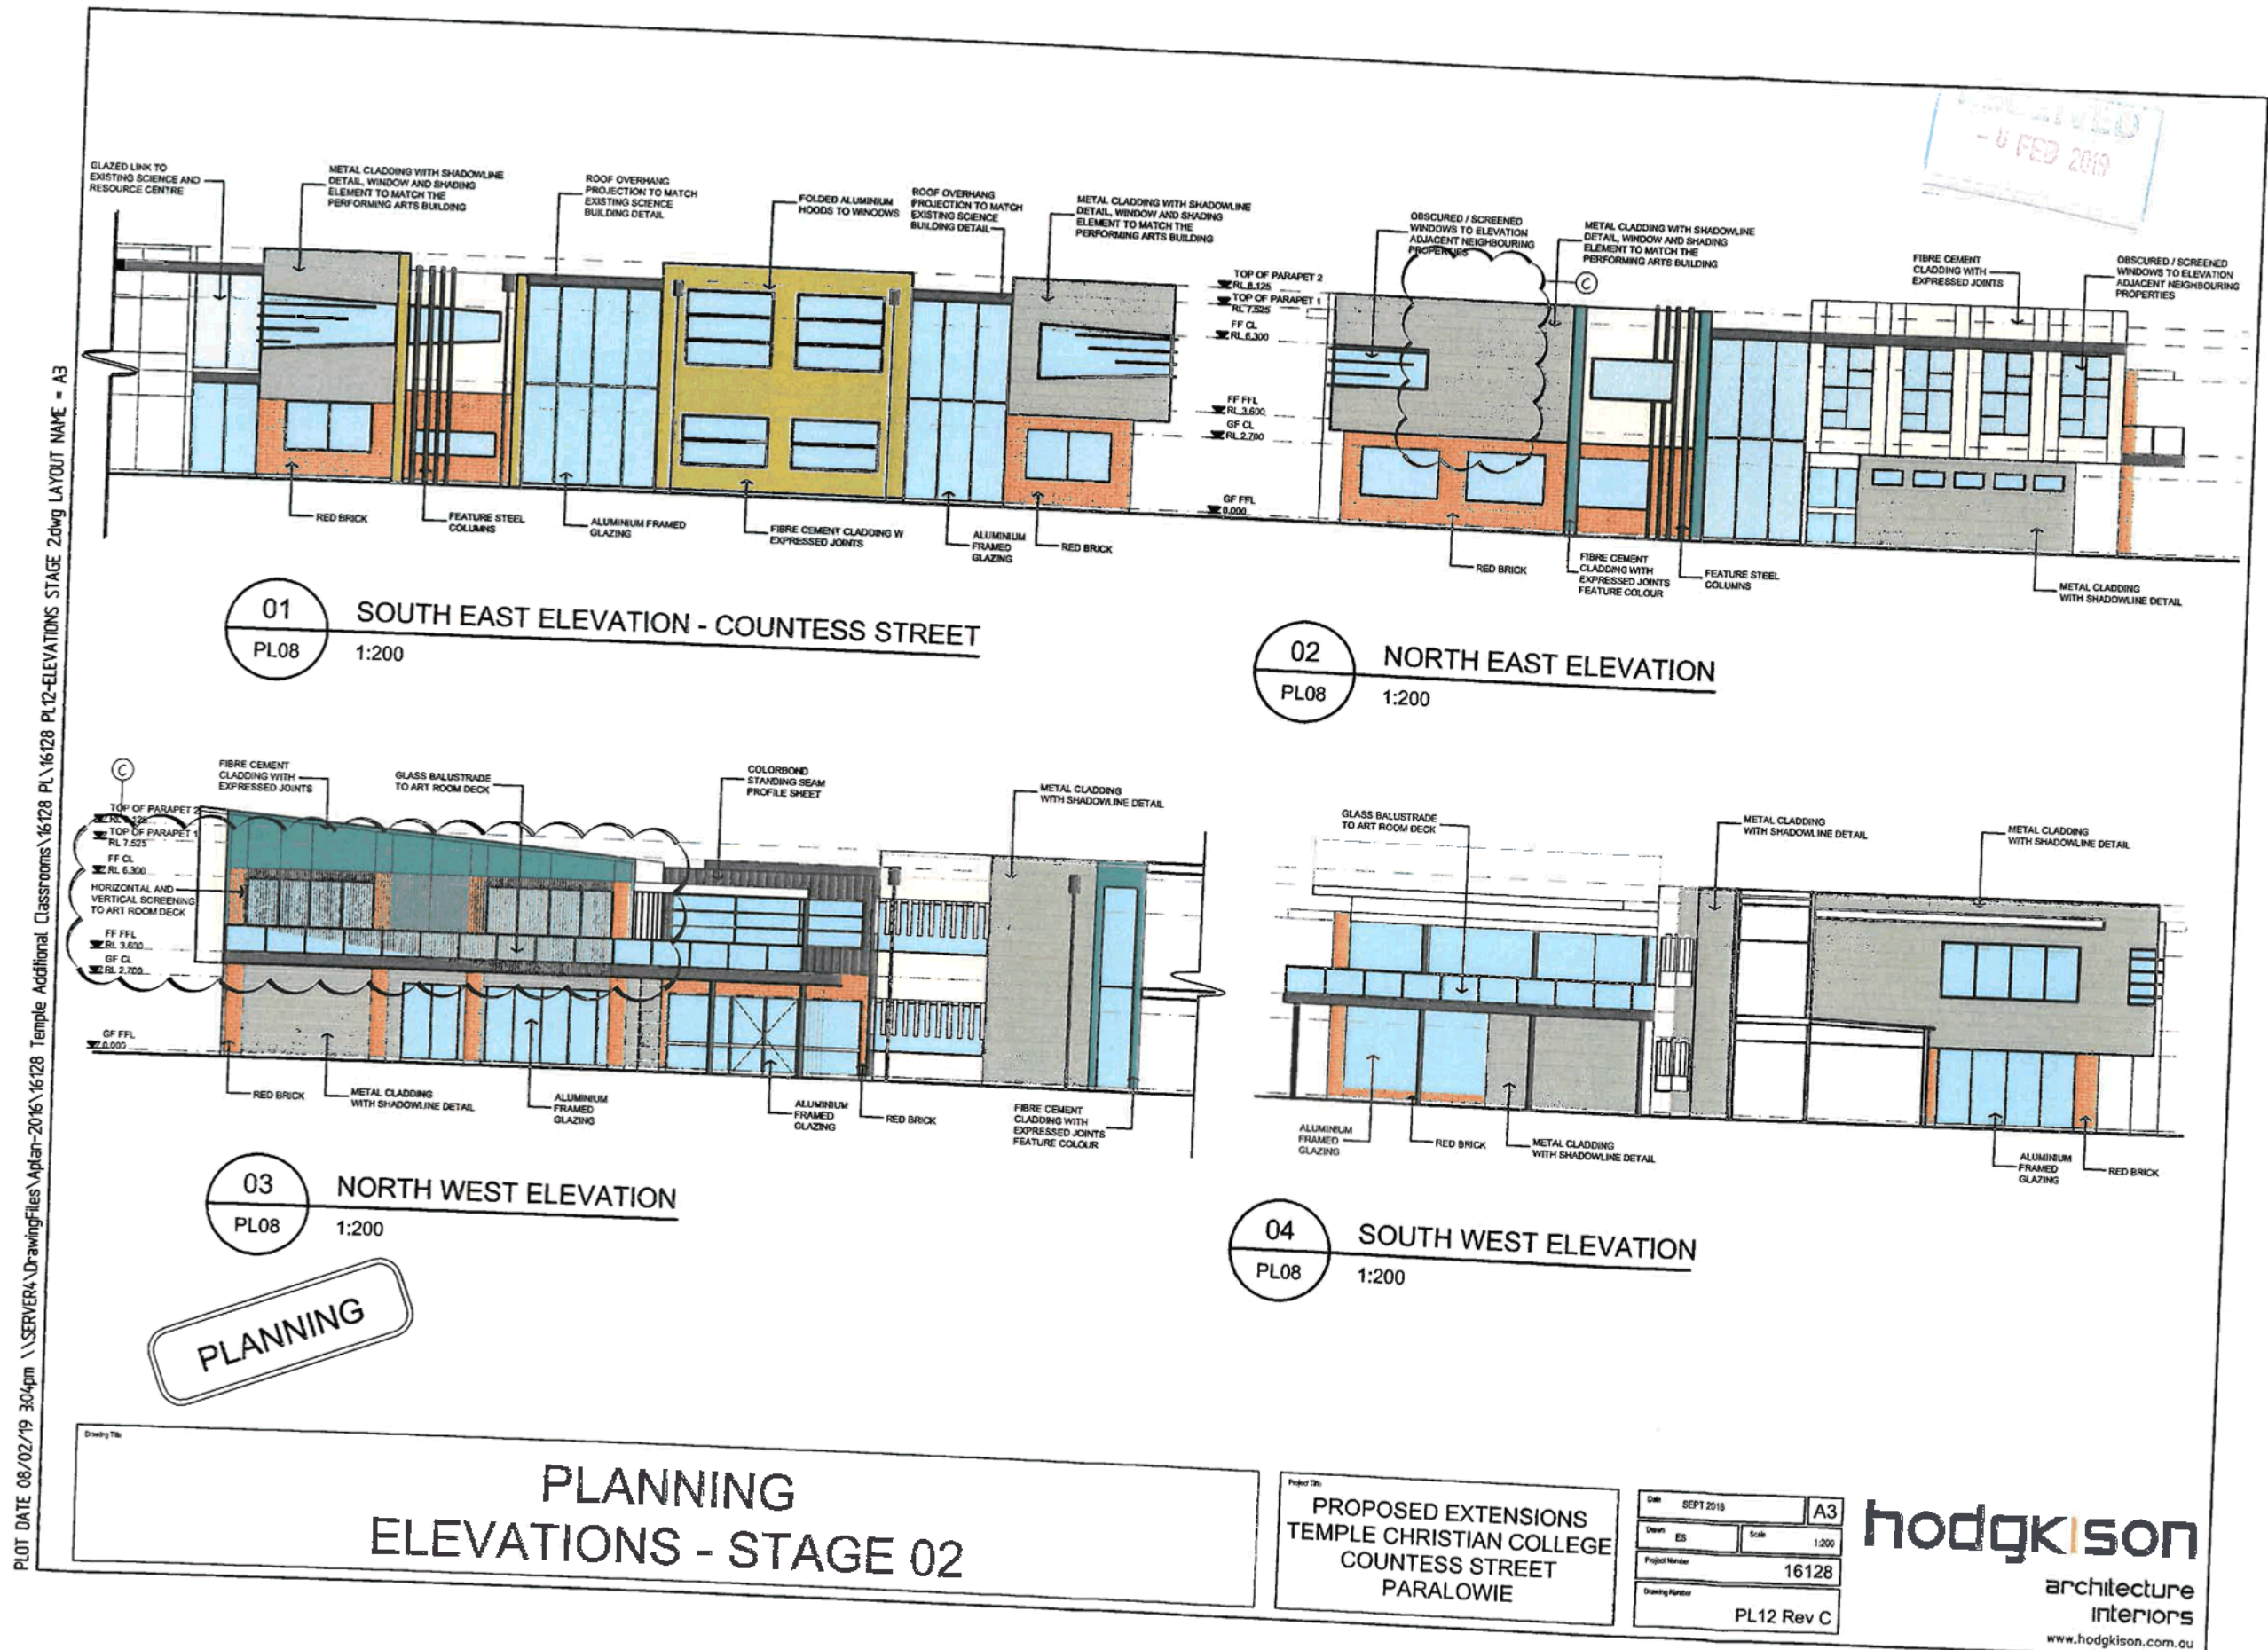 - 8 FEB 2019
GLAZED LINK TO
EXISTING SCIENCE AND
RESOURCE CENTRE
METAL CLADDING WITH SHADOWLINE
DETAIL, WINDOW AND SHADING
ELEMENT TO MATCH THE
PERFORMING ARTS BUILDING
ROOF OVERHANG
PROJECTION TO MATCH
EXISTING SCIENCE
BUILDING DETAIL
FOLDED ALUMINIUM
HOODS TO WINDOWS
ROOF OVERHANG
PROJECTION TO MATCH
EXISTING SCIENCE
BUILDING DETAIL
METAL CLADDING WITH SHADOWLINE
DETAIL, WINDOW AND SHADING
ELEMENT TO MATCH THE
PERFORMING ARTS BUILDING
RED BRICK
FEATURE STEEL
COLUMNS
ALUMINIUM FRAMED
GLAZING
FIBRE CEMENT CLADDING W
EXPRESSED JOINTS
ALUMINIUM
FRAMED
GLAZING
RED BRICK
01
PL08
SOUTH EAST ELEVATION - COUNTESS STREET
1:200
TOP OF PARAPET 2
RL 8.125
TOP OF PARAPET 1
RL 7.525
FF CL
RL 6.300
FF FFL
RL 3.600
GF CL
RL 2.700
GF FFL
0.000
OBSCURED / SCREENED
WINDOWS TO ELEVATION
ADJACENT NEIGHBOURING
PROPERTIES
METAL CLADDING WITH SHADOWLINE
DETAIL, WINDOW AND SHADING
ELEMENT TO MATCH THE
PERFORMING ARTS BUILDING
C
FIBRE CEMENT
CLADDING WITH
EXPRESSED JOINTS
OBSCURED / SCREENED
WINDOWS TO ELEVATION
ADJACENT NEIGHBOURING
PROPERTIES
RED BRICK
FIBRE CEMENT
CLADDING WITH
EXPRESSED JOINTS
FEATURE COLOUR
FEATURE STEEL
COLUMNS
METAL CLADDING
WITH SHADOWLINE DETAIL
02
PL08
NORTH EAST ELEVATION
1:200
C
TOP OF PARAPET 2
TOP OF PARAPET 1
RL 7.525
FF CL
RL 6.300
HORIZONTAL AND
VERTICAL SCREENING
TO ART ROOM DECK
FF FFL
RL 3.600
GF CL
RL 2.700
GF FFL
0.000
FIBRE CEMENT
CLADDING WITH
EXPRESSED JOINTS
GLASS BALUSTRADE
TO ART ROOM DECK
COLORBOND
STANDING SEAM
PROFILE SHEET
METAL CLADDING
WITH SHADOWLINE DETAIL
RED BRICK
METAL CLADDING
WITH SHADOWLINE DETAIL
ALUMINIUM
FRAMED
GLAZING
ALUMINIUM
FRAMED
GLAZING
RED BRICK
FIBRE CEMENT
CLADDING WITH
EXPRESSED JOINTS
FEATURE COLOUR
03
PL08
NORTH WEST ELEVATION
1:200
GLASS BALUSTRADE
TO ART ROOM DECK
METAL CLADDING
WITH SHADOWLINE DETAIL
METAL CLADDING
WITH SHADOWLINE DETAIL
ALUMINIUM
FRAMED
GLAZING
RED BRICK
METAL CLADDING
WITH SHADOWLINE DETAIL
ALUMINIUM
FRAMED
GLAZING
RED BRICK
04
PL08
SOUTH WEST ELEVATION
1:200
PLANNING
PLOT DATE 08/02/19 3:04pm \\SERVER4\DrawingFiles\Aplan-2016\16128 Temple Additional Classrooms\16128 PL\16128 PL12-ELEVATIONS STAGE 2.dwg LAYOUT NAME = A3
Drawing Title
PLANNING
ELEVATIONS - STAGE 02
Project Title
PROPOSED EXTENSIONS
TEMPLE CHRISTIAN COLLEGE
COUNTESS STREET
PARALOWIE
Date SEPT 2018 A3
Drawn ES Scale 1:200
Project Number
16128
Drawing Number
PL12 Rev C
hodgkison
architecture
interiors
www.hodgkison.com.au